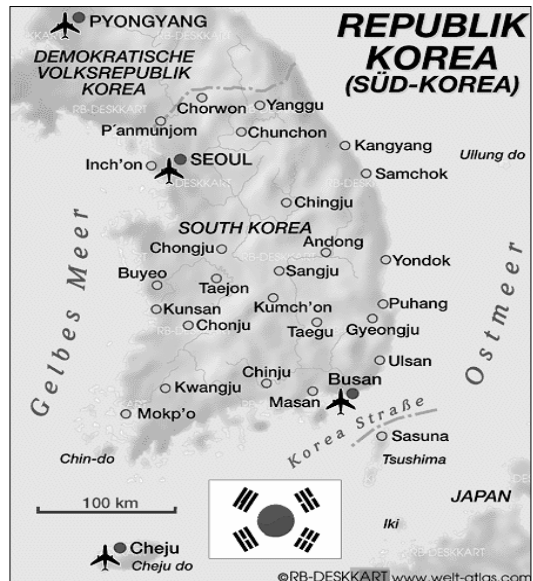 PYONGYANG
REPUBLIK
KOREA
(SÜD-KOREA)
DEMOKRATISCHE
VOLKSREPUBLIK
KOREA
RB-DESKKART
Chorwon
Yanggu
P´anmunjom
Chunchon
Kangyang
Uilung do
Inch'on
SEOUL
Samchok
Chingju
SOUTH KOREA
Gelbes Meer
Chongju
Andong
Yondok
Buyeo
Taejon
Sangju
Ostmeer
Kunsan
Kumch'on
Puhang
Chonju
Taegu
Gyeongju
Ulsan
Chinju
Busan
Kwangju
Masan
Mokp'o
Korea Straße
Sasuna
Chin-do
Tsushima
100 km
JAPAN
Iki
Cheju
Cheju do
©RB-DESKKART www.welt-atlas.com